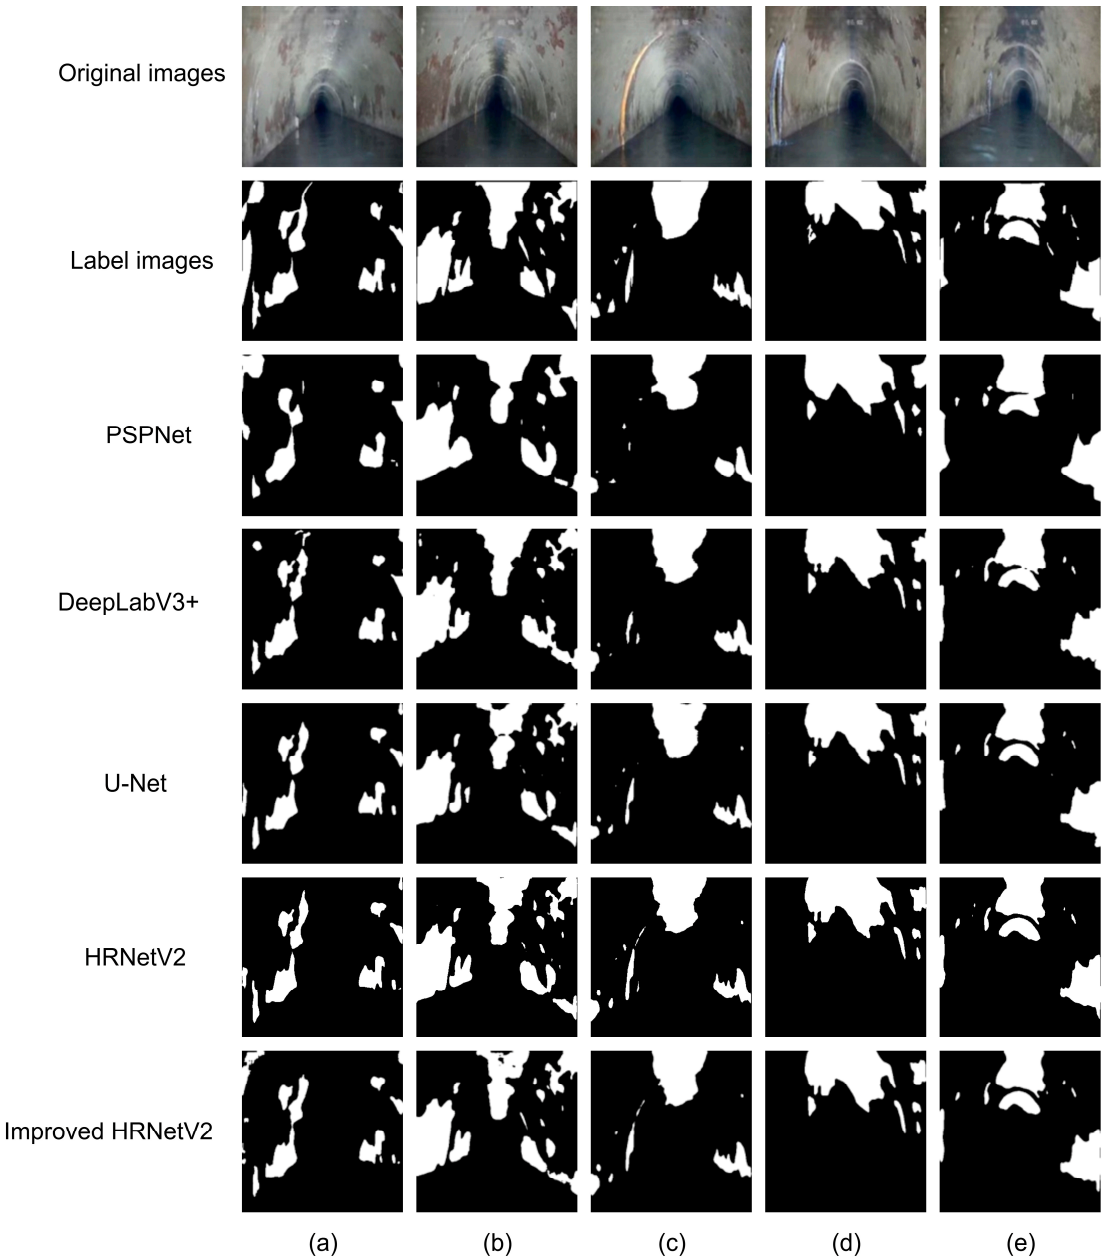 Original images
Label images
PSPNet
DeepLabV3+
U-Net
HRNetV2
Improved HRNetV2
(a) (b) (c) (d) (e)